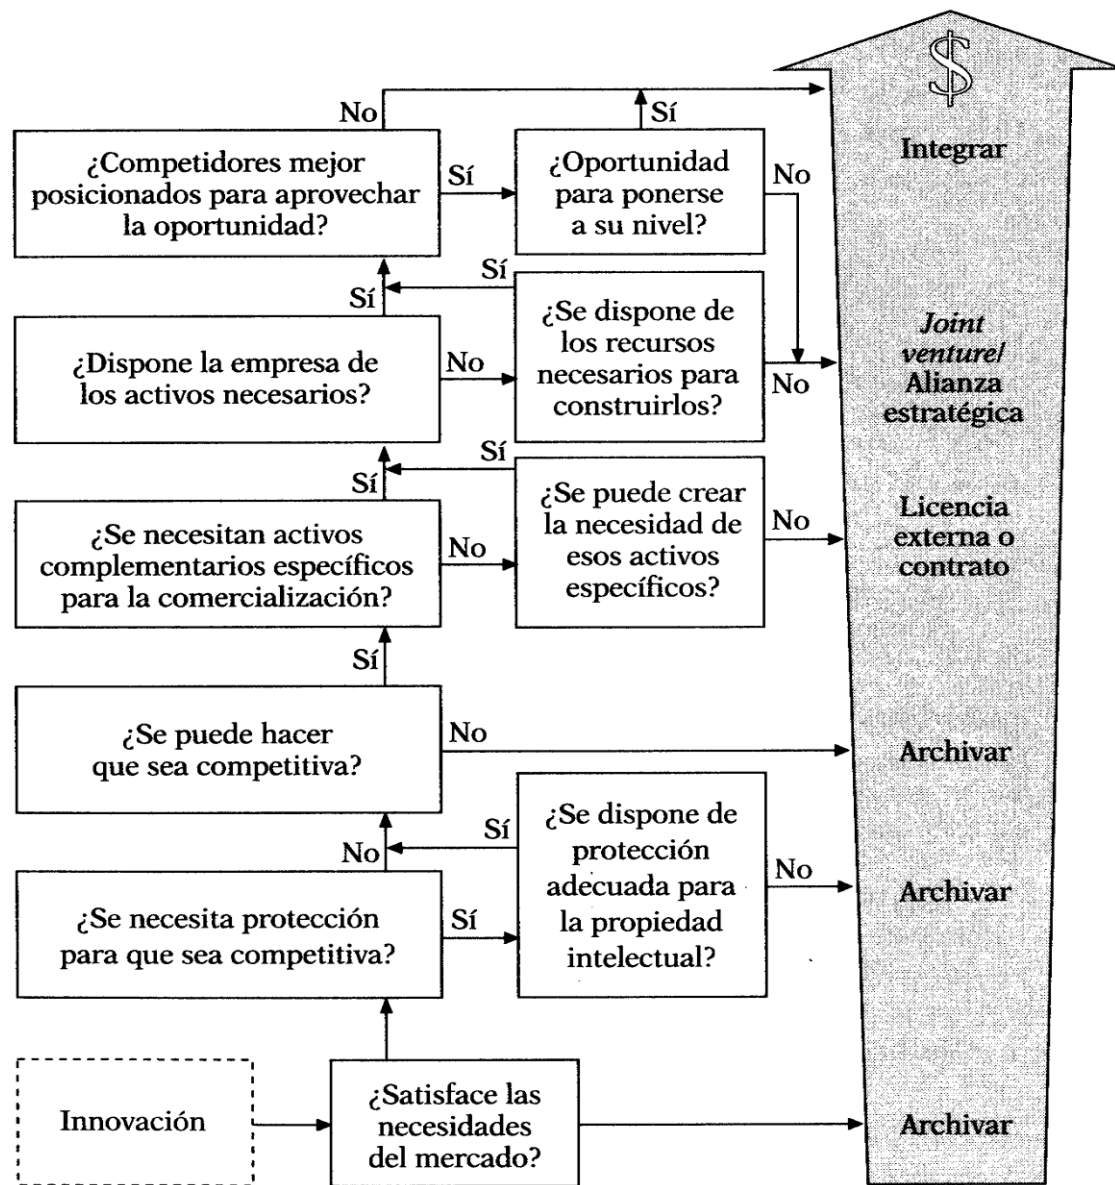 $
No
Sí
Integrar
¿Competidores mejor
posicionados para aprovechar
la oportunidad?
Sí
¿Oportunidad
para ponerse
a su nivel?
No
Sí
Sí
¿Dispone la empresa de
los activos necesarios?
No
¿Se dispone de
los recursos
necesarios para
construirlos?
No
Joint
venture/
Alianza
estratégica
Sí
Sí
¿Se necesitan activos
complementarios específicos
para la comercialización?
No
¿Se puede crear
la necesidad de
esos activos
específicos?
No
Licencia
externa o
contrato
Sí
¿Se puede hacer
que sea competitiva?
No
Archivar
No
Sí
¿Se necesita protección
para que sea competitiva?
Sí
¿Se dispone de
protección
adecuada para
la propiedad
intelectual?
No
Archivar
Innovación
¿Satisface las
necesidades
del mercado?
Archivar